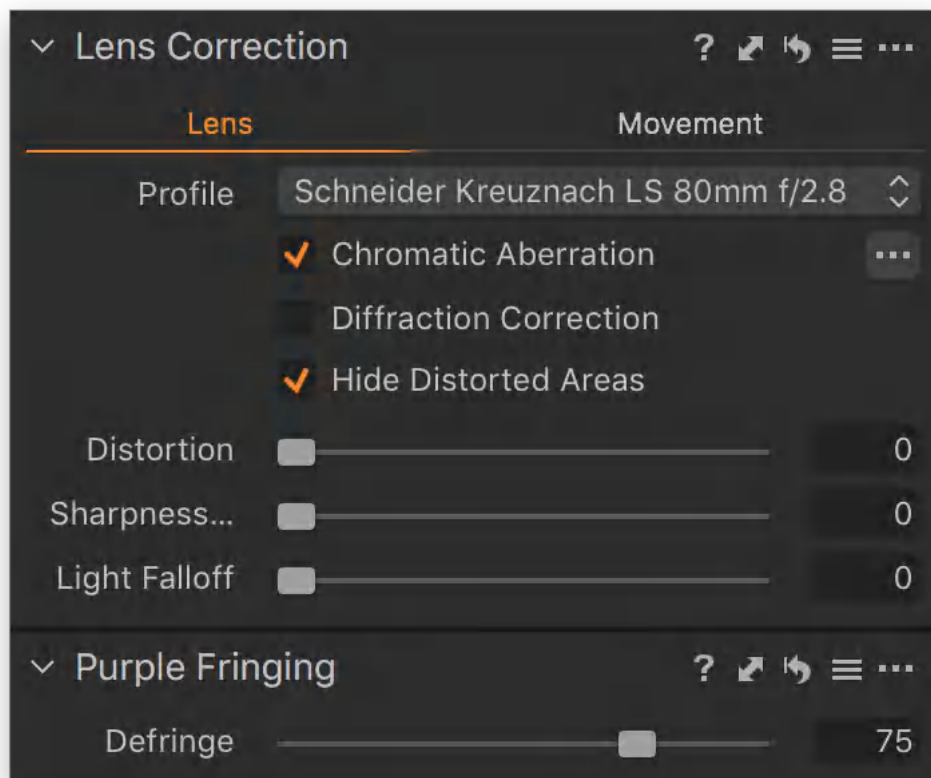 Lens Correction ? ...
Lens Movement
Profile Schneider Kreuznach LS 80mm f/2.8
Chromatic Aberration ...
Diffraction Correction
Hide Distorted Areas
Distortion 0
Sharpness... 0
Light Falloff 0
Purple Fringing ? ...
Defringe 75